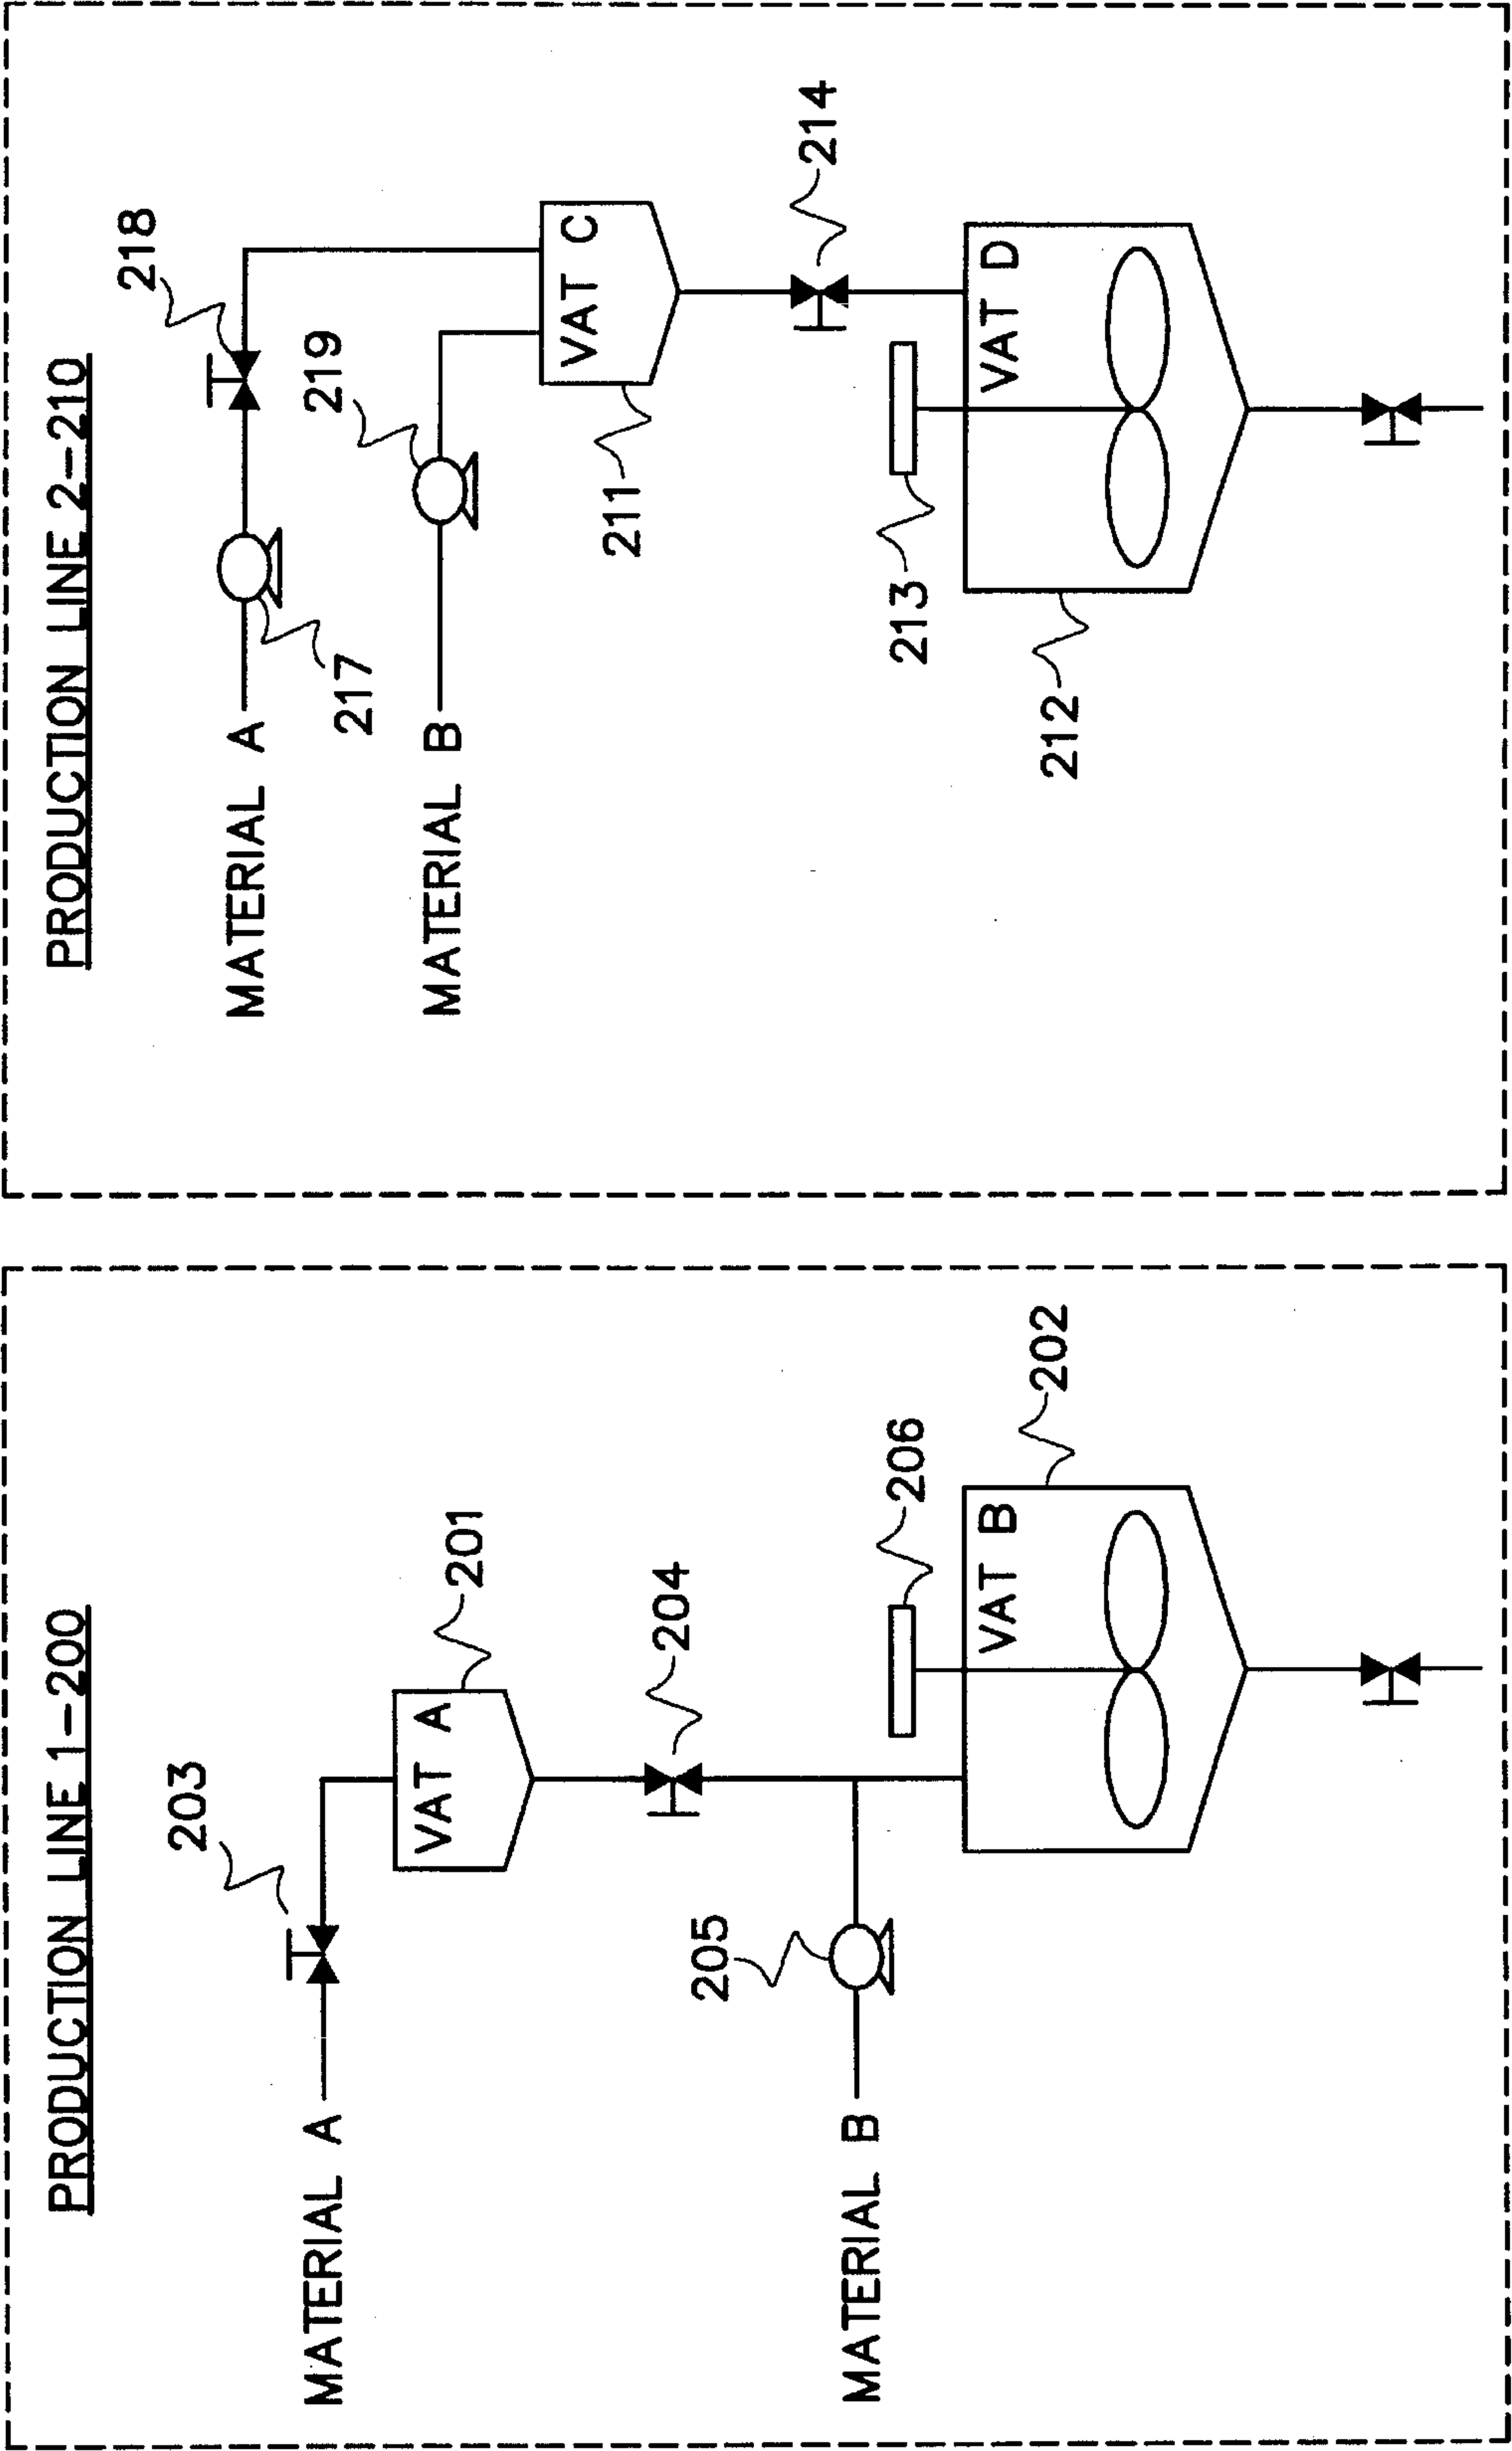 PRODUCTION LINE 1-200
203
MATERIAL A
VAT A
201
204
205
MATERIAL B
206
VAT B
202
PRODUCTION LINE 2-210
218
MATERIAL A
217
219
MATERIAL B
VAT C
211
214
213
VAT D
212